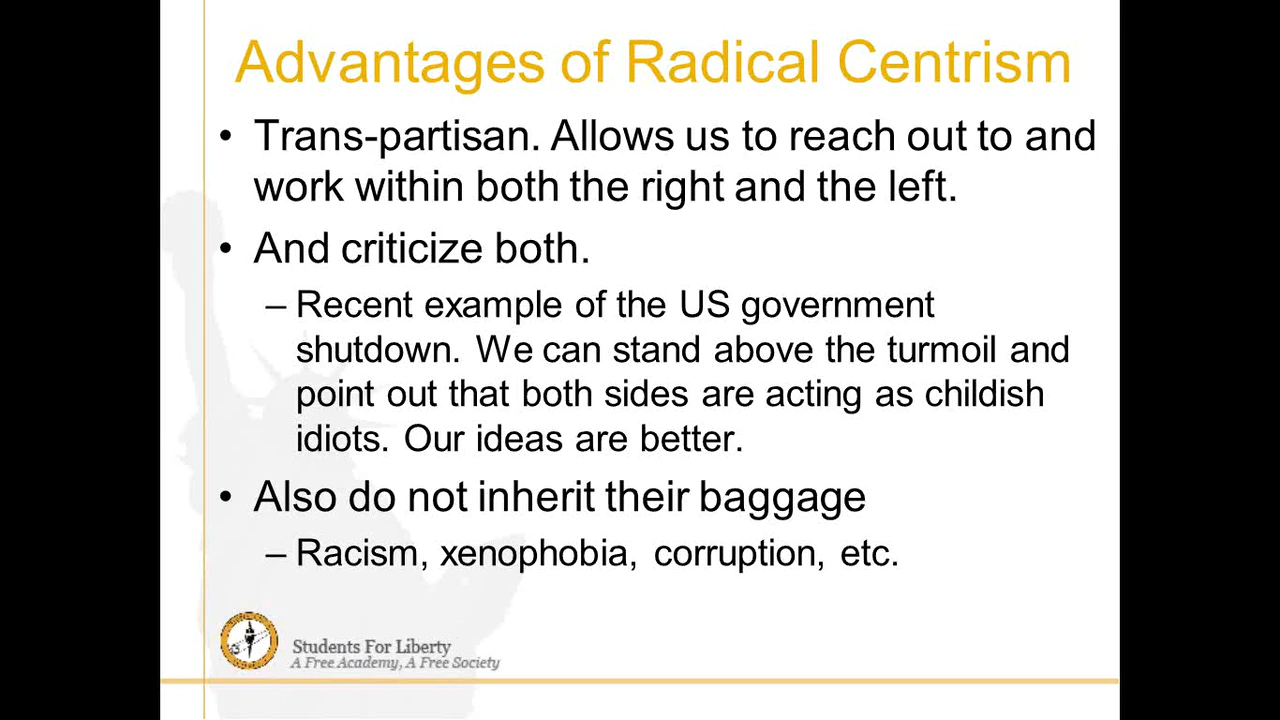 Advantages of Radical Centrism
• Trans-partisan. Allows us to reach out to and
work within both the right and the left.
• And criticize both.
– Recent example of the US government
shutdown. We can stand above the turmoil and
point out that both sides are acting as childish
idiots. Our ideas are better.
• Also do not inherit their baggage
– Racism, xenophobia, corruption, etc.
Students For Liberty
A Free Academy, A Free Society